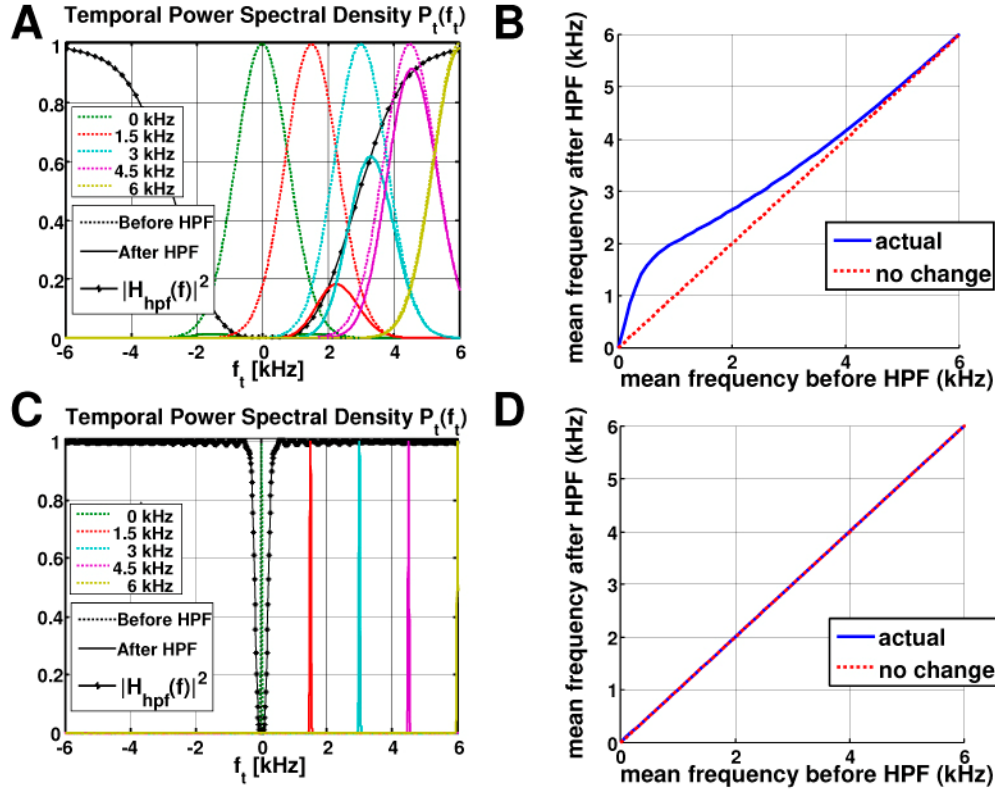 A
Temporal Power Spectral Density P_t(f_t)
1
0.8
0.6
0.4
0.2
0
0 kHz
1.5 kHz
3 kHz
4.5 kHz
6 kHz
Before HPF
After HPF
|H_hpf(f)|^2
-6 -4 -2 0 2 4 6
f_t [kHz]
B
mean frequency after HPF (kHz)
6
5
4
3
2
1
0
actual
no change
0 2 4 6
mean frequency before HPF (kHz)
C
Temporal Power Spectral Density P_t(f_t)
1
0.8
0.6
0.4
0.2
0
0 kHz
1.5 kHz
3 kHz
4.5 kHz
6 kHz
Before HPF
After HPF
|H_hpf(f)|^2
-6 -4 -2 0 2 4 6
f_t [kHz]
D
mean frequency after HPF (kHz)
6
5
4
3
2
1
0
actual
no change
0 2 4 6
mean frequency before HPF (kHz)